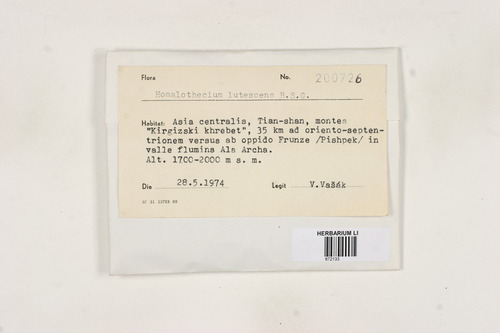 Flora No. 200726
Homalothecium lutescens H.S.G.
Habitat: Asia centralis, Tian-shan, montes
"Kirgizski khrebet", 35 km ad oriento-septen-
trionem versus ab oppido Frunze /Pishpek/ in
valle flumins Ala Archa.
Alt. 1700-2000 m s. m.
Die 28.5.1974 Legit V.Vašák
HERBARIUM LI